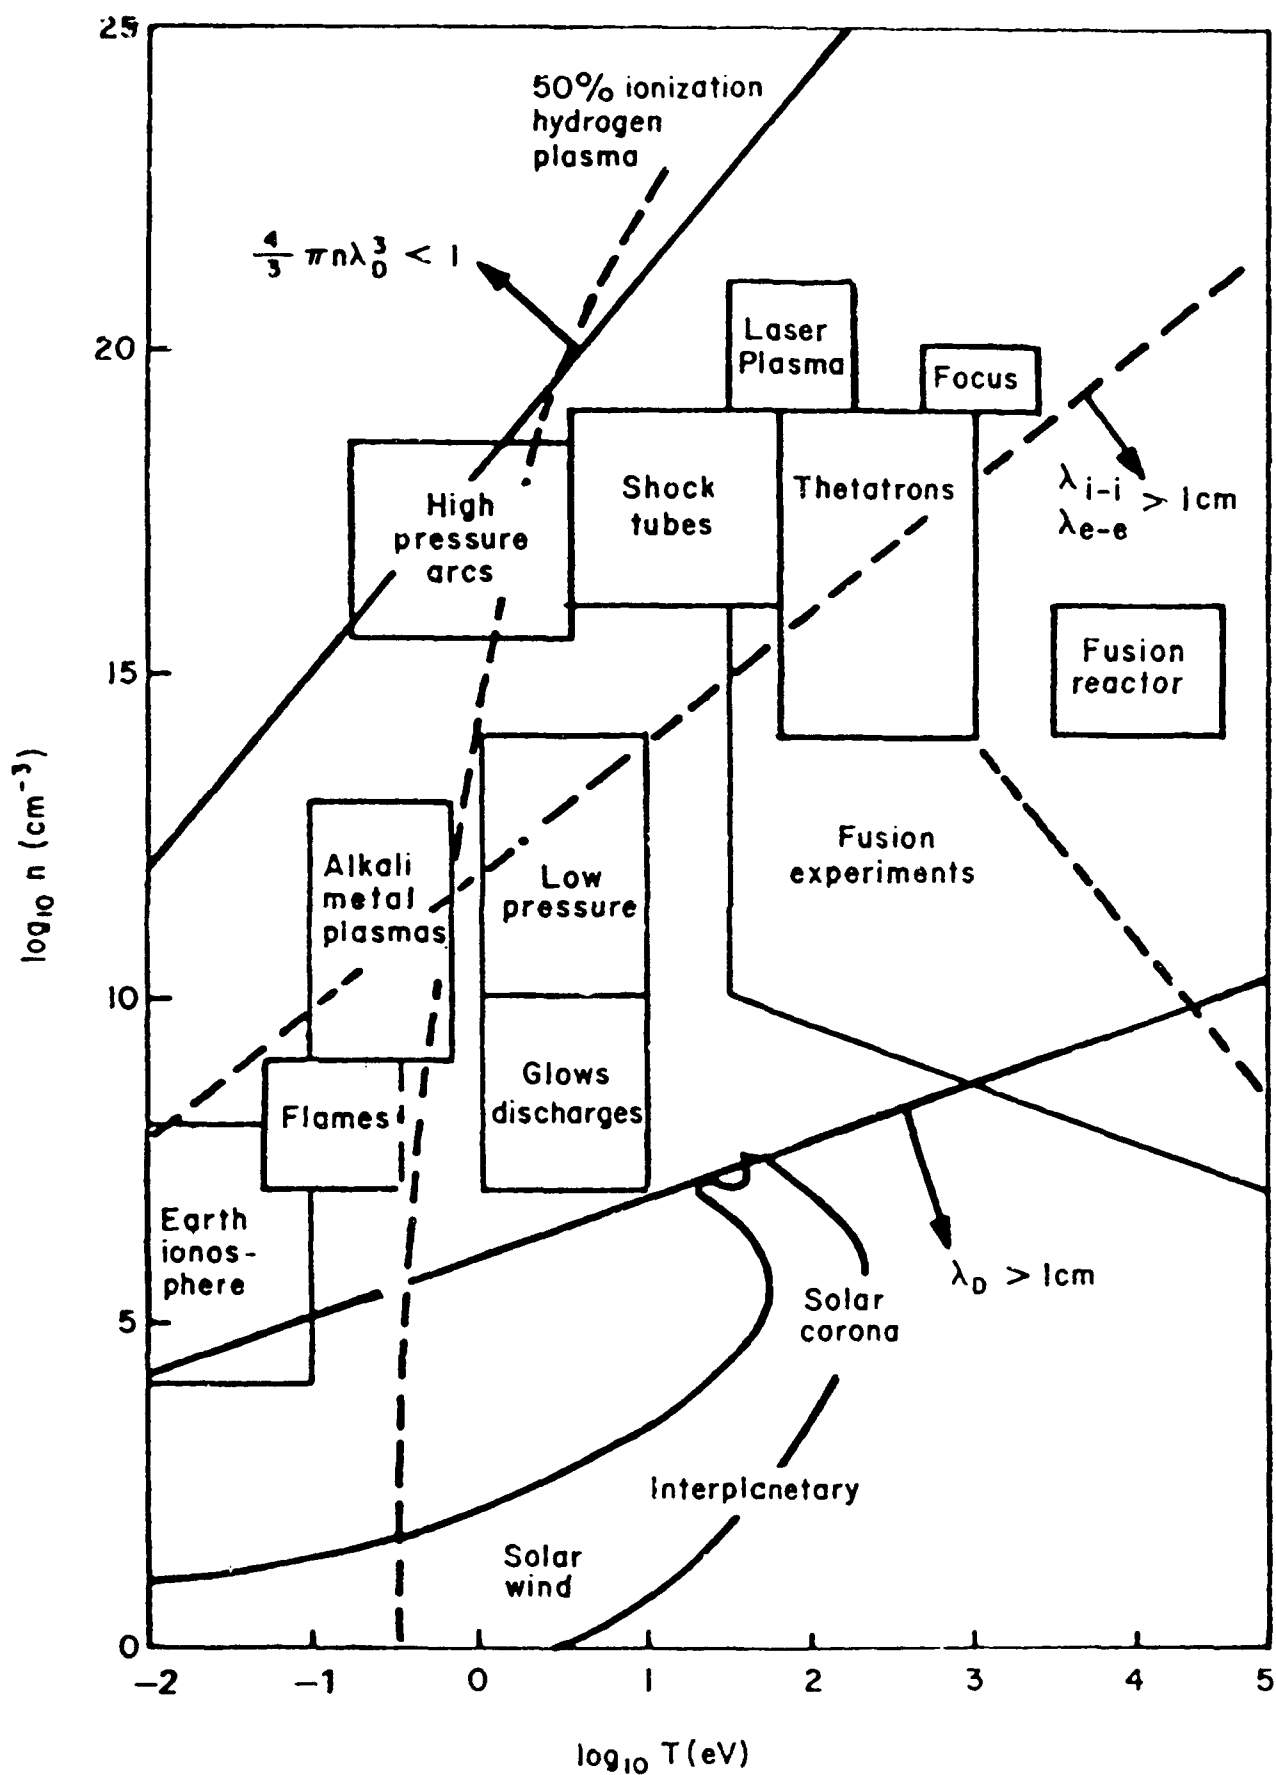 25
50% ionization
hydrogen
plasma
4/3 πnλ_D^3 < 1
20
Laser
Plasma
Focus
High
pressure
arcs
Shock
tubes
Thetatrons
λ_i-i
λ_e-e > 1cm
15
Fusion
reactor
log10 n (cm^-3)
Alkali
metal
plasmas
Low
pressure
Fusion
experiments
10
Flames
Glows
discharges
Earth
ionos-
phere
5
λ_D > 1cm
Solar
corona
Interplanetary
Solar
wind
0
-2 -1 0 1 2 3 4 5
log10 T (eV)